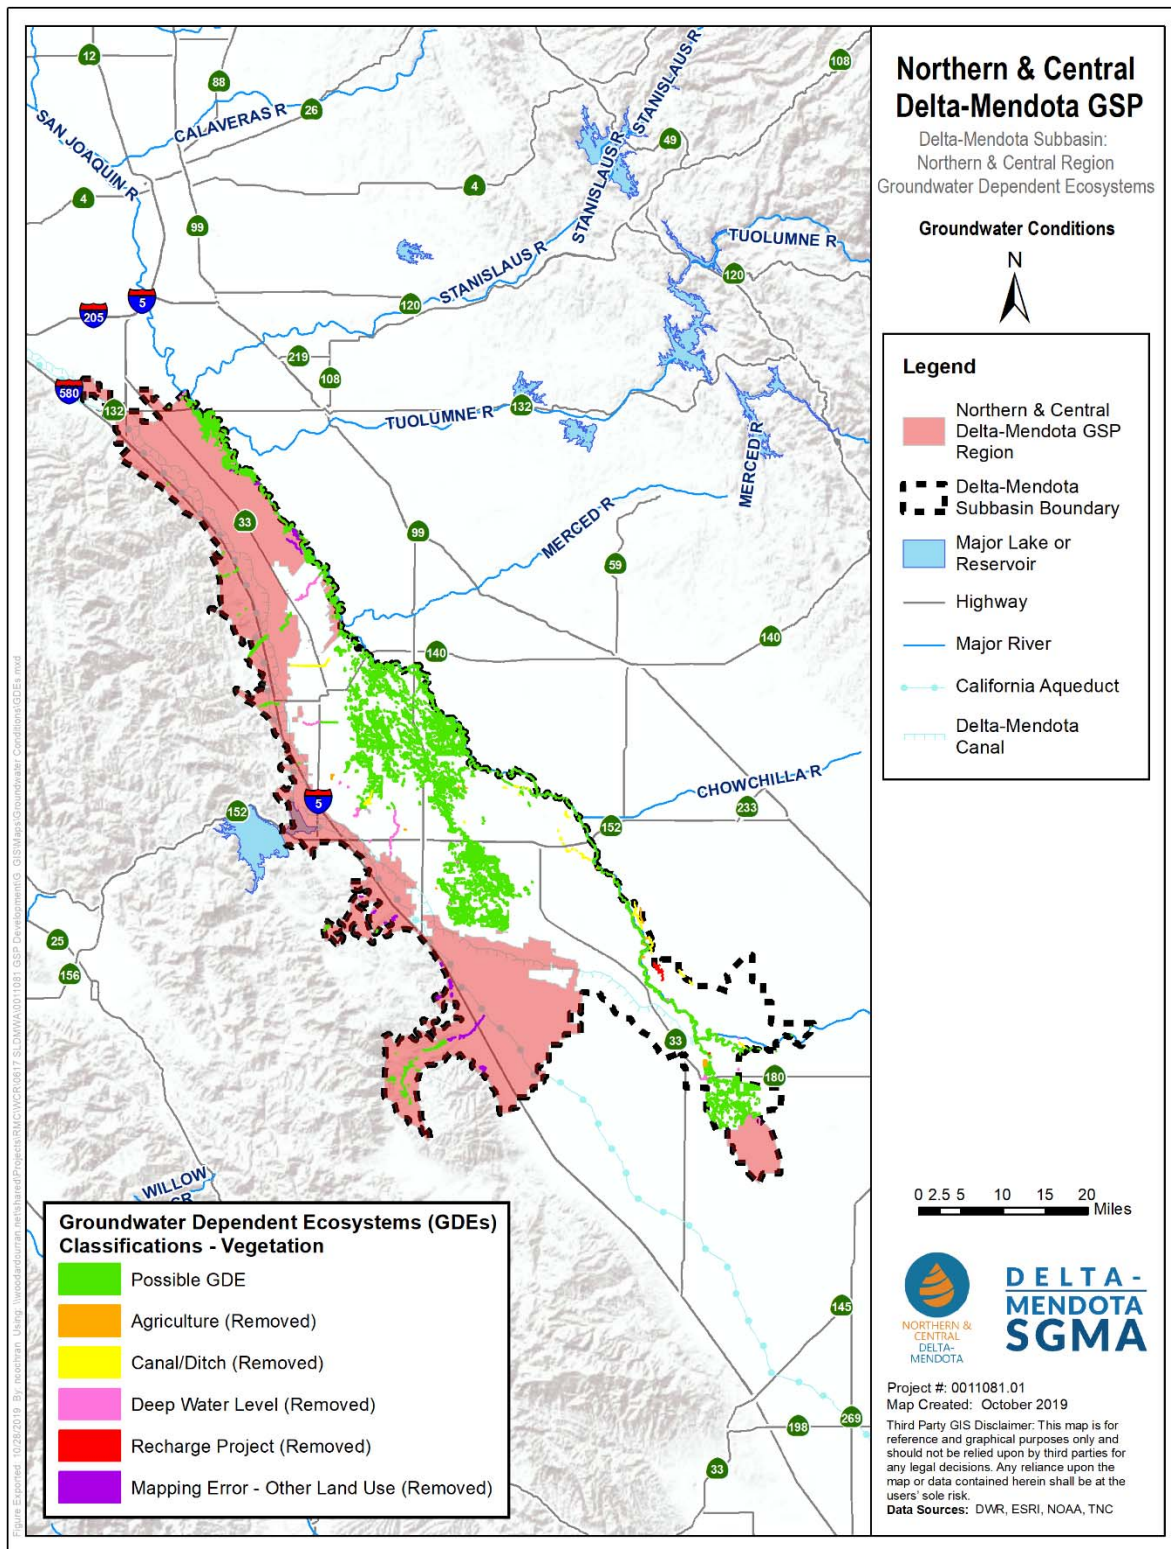 Northern & Central
Delta-Mendota GSP
Delta-Mendota Subbasin:
Northern & Central Region
Groundwater Dependent Ecosystems
Groundwater Conditions
N
Legend
Northern & Central
Delta-Mendota GSP
Region
Delta-Mendota
Subbasin Boundary
Major Lake or
Reservoir
Highway
Major River
California Aqueduct
Delta-Mendota
Canal
0 2.5 5 10 15 20
Miles
NORTHERN &
CENTRAL
DELTA-
MENDOTA
DELTA-
MENDOTA
SGMA
Project #: 0011081.01
Map Created: October 2019
Third Party GIS Disclaimer: This map is for
reference and graphical purposes only and
should not be relied upon by third parties for
any legal decisions. Any reliance upon the
map or data contained herein shall be at the
users' sole risk.
Data Sources: DWR, ESRI, NOAA, TNC
12
88
26
108
49
4
4
99
SAN JOAQUIN R
CALAVERAS R
STANISLAUS R
STANISLAUS R
STANISLAUS R
STANISLAUS R
TUOLUMNE R
120
120
5
205
219
108
580
132
132
TUOLUMNE R
MERCED R
MERCED R
33
99
59
140
140
CHOWCHILLA R
233
152
152
5
25
156
33
180
WILLOW
CR
145
198
269
33
Groundwater Dependent Ecosystems (GDEs)
Classifications - Vegetation
Possible GDE
Agriculture (Removed)
Canal/Ditch (Removed)
Deep Water Level (Removed)
Recharge Project (Removed)
Mapping Error - Other Land Use (Removed)